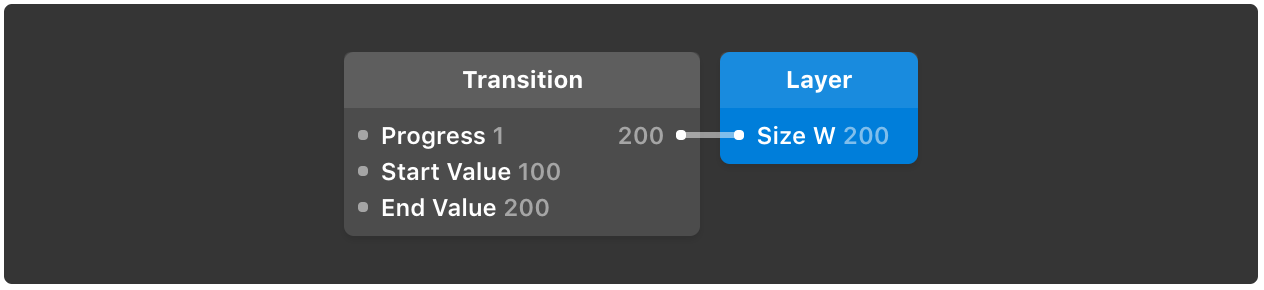 Transition
Layer
Progress 1 200
Size W 200
Start Value 100
End Value 200